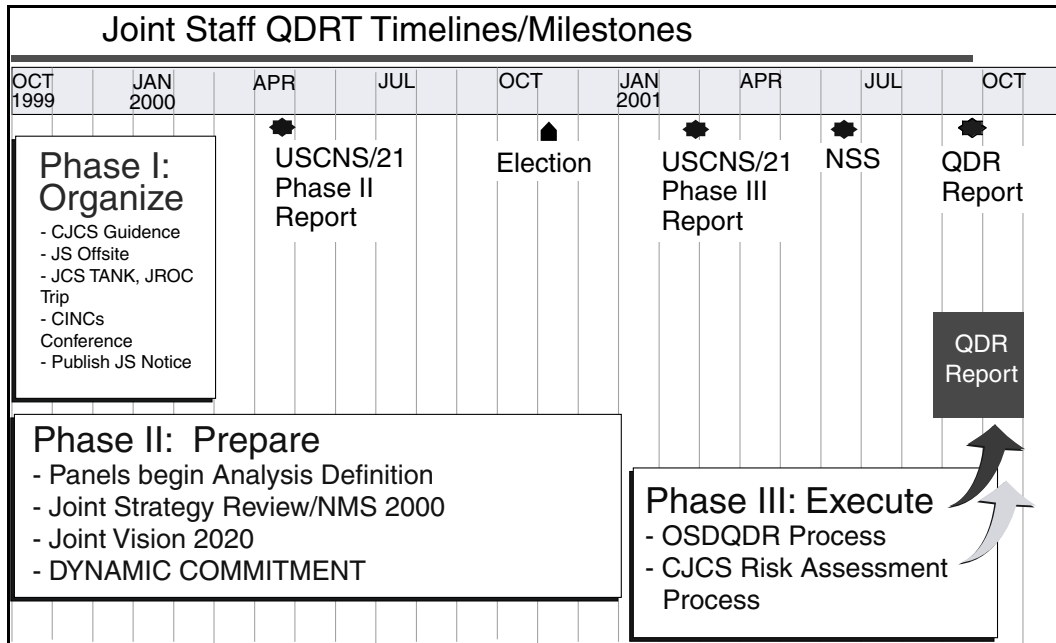 Joint Staff QDRT Timelines/Milestones
OCT 1999
JAN 2000
APR
JUL
OCT
JAN 2001
APR
JUL
OCT
USCNS/21
Phase II
Report
Election
USCNS/21
Phase III
Report
NSS
QDR
Report
Phase I:
Organize
- CJCS Guidence
- JS Offsite
- JCS TANK, JROC
Trip
- CINCs
Conference
- Publish JS Notice
QDR
Report
Phase II: Prepare
- Panels begin Analysis Definition
- Joint Strategy Review/NMS 2000
- Joint Vision 2020
- DYNAMIC COMMITMENT
Phase III: Execute
- OSDQDR Process
- CJCS Risk Assessment
Process